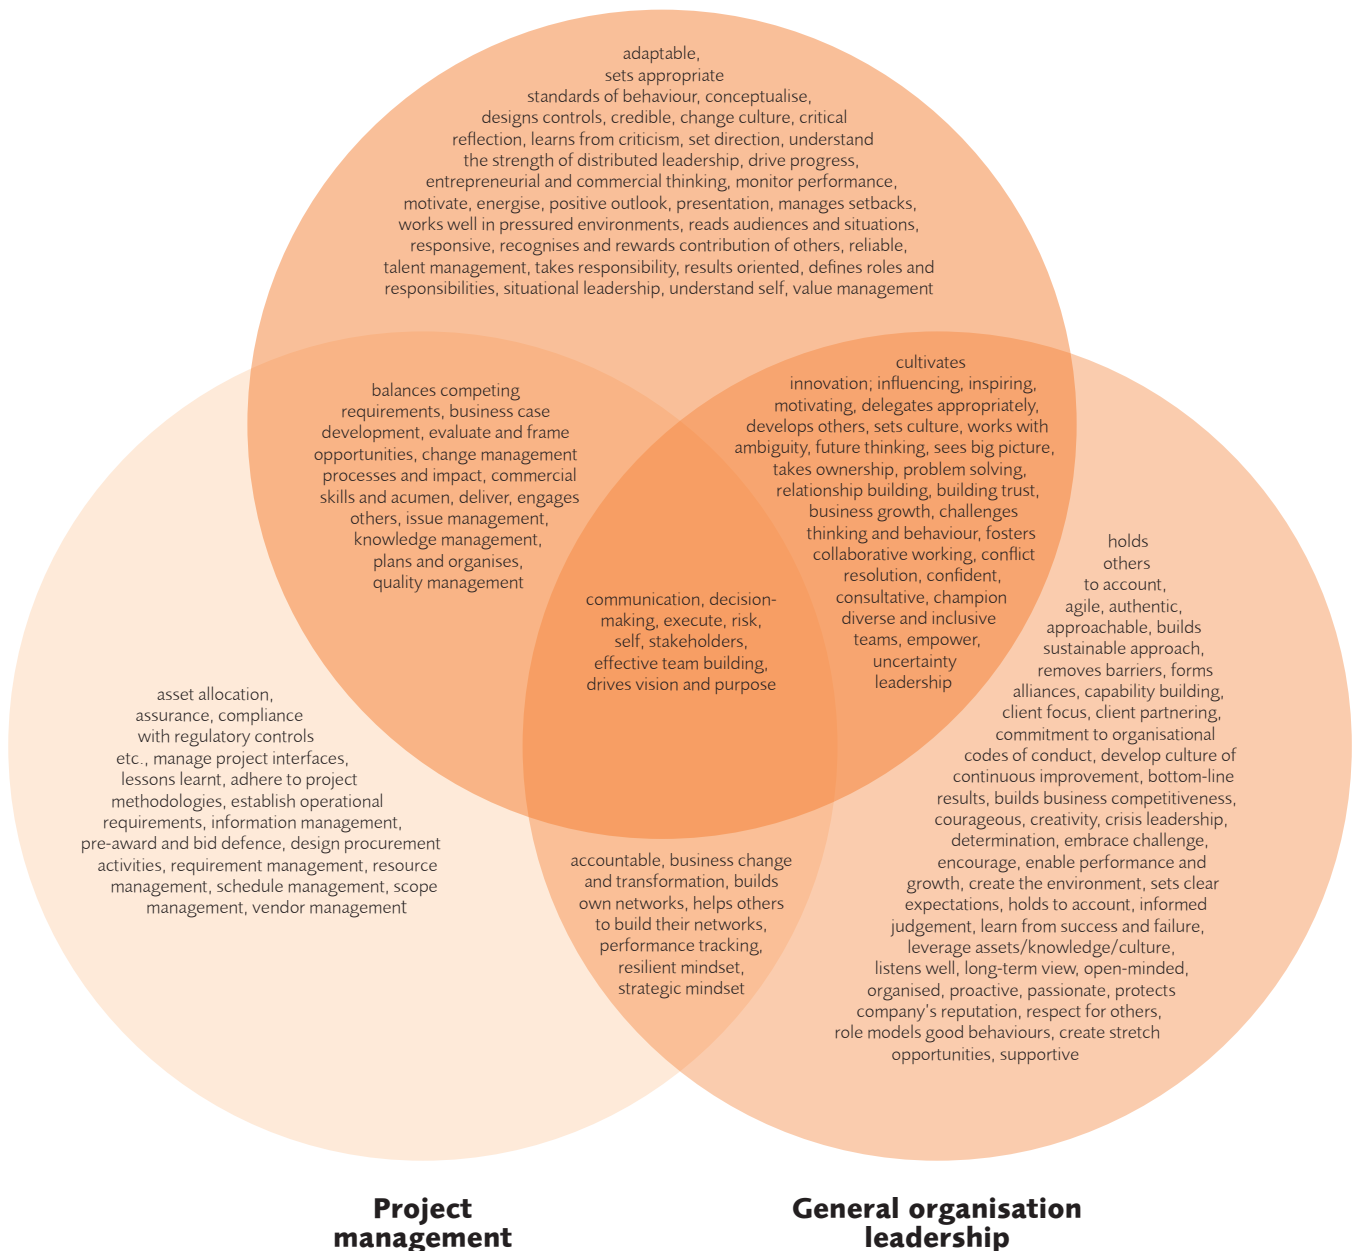 adaptable,
sets appropriate
standards of behaviour, conceptualise,
designs controls, credible, change culture, critical
reflection, learns from criticism, set direction, understand
the strength of distributed leadership, drive progress,
entrepreneurial and commercial thinking, monitor performance,
motivate, energise, positive outlook, presentation, manages setbacks,
works well in pressured environments, reads audiences and situations,
responsive, recognises and rewards contribution of others, reliable,
talent management, takes responsibility, results oriented, defines roles and
responsibilities, situational leadership, understand self, value management
balances competing
requirements, business case
development, evaluate and frame
opportunities, change management
processes and impact, commercial
skills and acumen, deliver, engages
others, issue management,
knowledge management,
plans and organises,
quality management
cultivates
innovation; influencing, inspiring,
motivating, delegates appropriately,
develops others, sets culture, works with
ambiguity, future thinking, sees big picture,
takes ownership, problem solving,
relationship building, building trust,
business growth, challenges
thinking and behaviour, fosters
collaborative working, conflict
resolution, confident,
consultative, champion
diverse and inclusive
teams, empower,
uncertainty
leadership
communication, decision-
making, execute, risk,
self, stakeholders,
effective team building,
drives vision and purpose
holds
others
to account,
agile, authentic,
approachable, builds
sustainable approach,
removes barriers, forms
alliances, capability building,
client focus, client partnering,
commitment to organisational
codes of conduct, develop culture of
continuous improvement, bottom-line
results, builds business competitiveness,
courageous, creativity, crisis leadership,
determination, embrace challenge,
encourage, enable performance and
growth, create the environment, sets clear
expectations, holds to account, informed
judgement, learn from success and failure,
leverage assets/knowledge/culture,
listens well, long-term view, open-minded,
organised, proactive, passionate, protects
company's reputation, respect for others,
role models good behaviours, create stretch
opportunities, supportive
asset allocation,
assurance, compliance
with regulatory controls
etc., manage project interfaces,
lessons learnt, adhere to project
methodologies, establish operational
requirements, information management,
pre-award and bid defence, design procurement
activities, requirement management, resource
management, schedule management, scope
management, vendor management
accountable, business change
and transformation, builds
own networks, helps others
to build their networks,
performance tracking,
resilient mindset,
strategic mindset
Project
management
General organisation
leadership